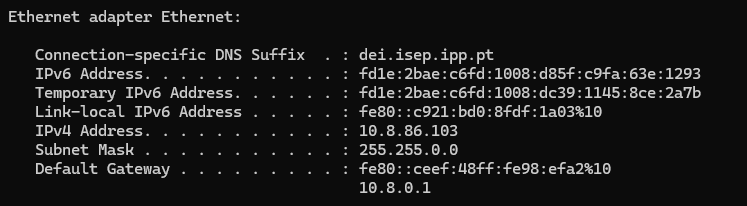 Ethernet adapter Ethernet:
Connection-specific DNS Suffix  . : dei.isep.ipp.pt
IPv6 Address. . . . . . . . . . . : fd1e:2bae:c6fd:1008:d85f:c9fa:63e:1293
Temporary IPv6 Address. . . . . . : fd1e:2bae:c6fd:1008:dc39:1145:8ce:2a7b
Link-local IPv6 Address . . . . . : fe80::c921:bd0:8fdf:1a03%10
IPv4 Address. . . . . . . . . . . : 10.8.86.103
Subnet Mask . . . . . . . . . . . : 255.255.0.0
Default Gateway . . . . . . . . . : fe80::ceef:48ff:fe98:efa2%10
10.8.0.1